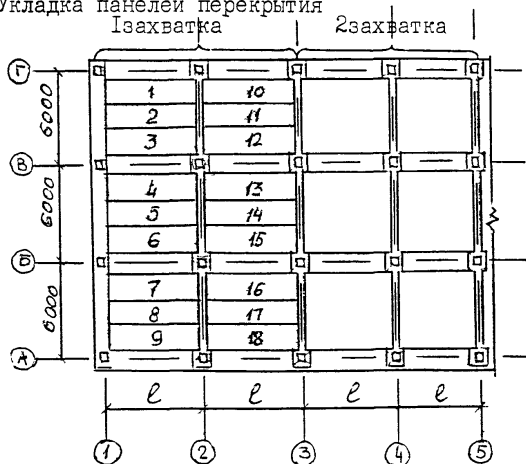 Укладка панелей перекрытия
1захватка 2захватка
Г
6000
1 10
2 11
3 12
В
6000
4 13
5 14
6 15
Б
6000
7 16
8 17
9 18
А
ℓ ℓ ℓ ℓ
1 2 3 4 5